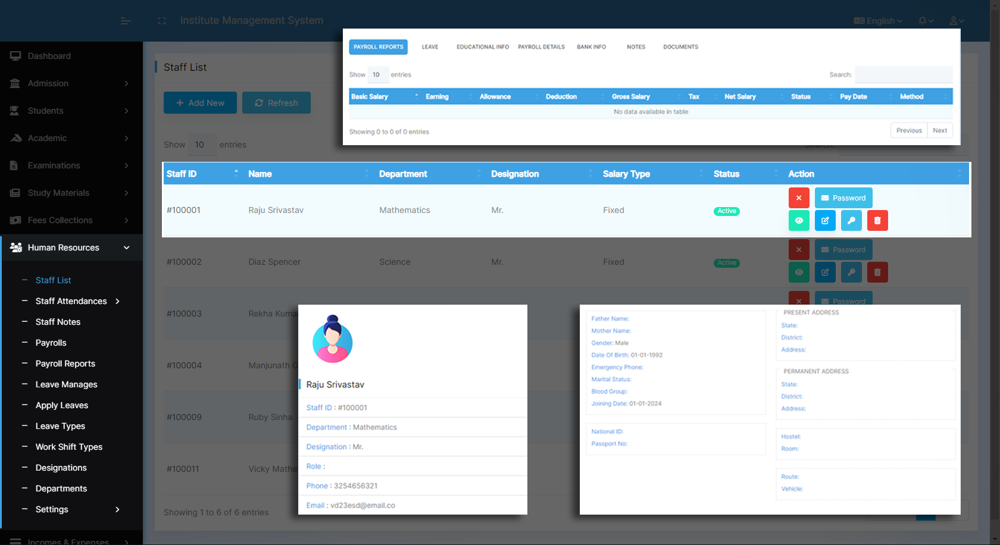 Institute Management System
English
Dashboard
Admission
Students
Academic
Examinations
Study Materials
Fees Collections
Human Resources
Staff List
Staff Attendances
Staff Notes
Payrolls
Payroll Reports
Leave Manages
Apply Leaves
Leave Types
Work Shift Types
Designations
Departments
Settings
Incomes & Expenses
Staff List
+ Add New Refresh
Show 10 entries
Search:
PAYROLL REPORTS LEAVE EDUCATIONAL INFO PAYROLL DETAILS BANK INFO NOTES DOCUMENTS
Show 10 entries Search:
Basic Salary Earning Allowance Deduction Gross Salary Tax Net Salary Status Pay Date Method
No data available in table
Showing 0 to 0 of 0 entries Previous Next
Staff ID Name Department Designation Salary Type Status Action
#100001 Raju Srivastav Mathematics Mr. Fixed Active Password
#100002 Diaz Spencer Science Mr. Fixed Active Password
#100003 Rekha Kuma Password
#100004 Manjunath G
#100009 Ruby Sinha
#100011 Vicky Mathe
Showing 1 to 6 of 6 entries
Raju Srivastav
Staff ID : #100001
Department : Mathematics
Designation : Mr.
Role :
Phone : 3254656321
Email : vd23esd@email.co
Father Name:
Mother Name:
Gender: Male
Date Of Birth: 01-01-1992
Emergency Phone:
Marital Status:
Blood Group:
Joining Date: 01-01-2024
National ID:
Passport No:
PRESENT ADDRESS
State:
District:
Address:
PERMANENT ADDRESS
State:
District:
Address:
Hostel:
Room:
Route:
Vehicle: